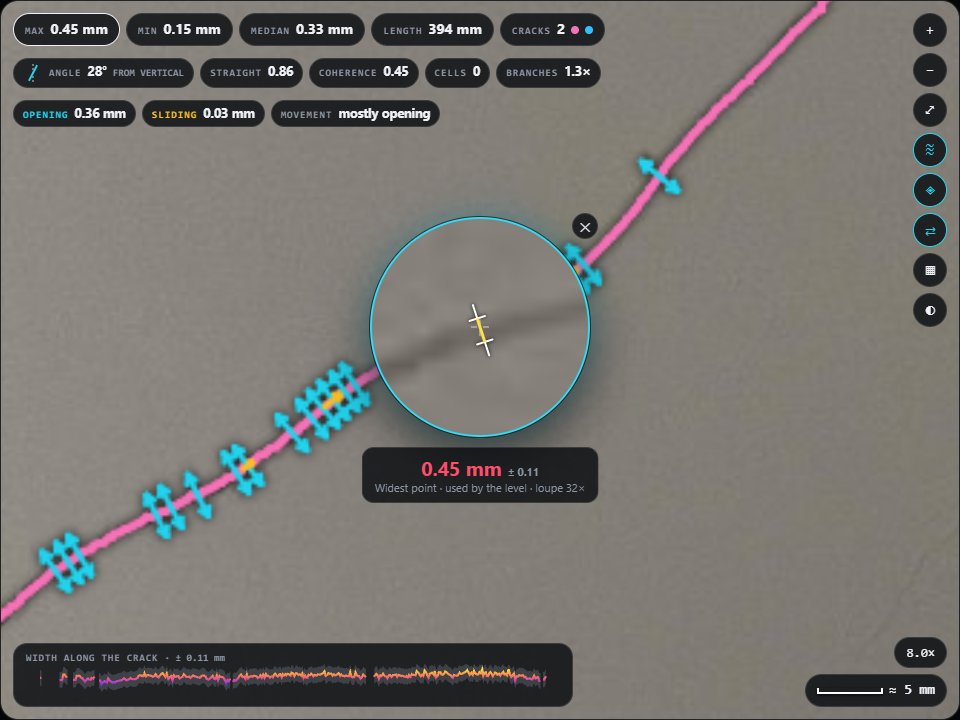 MAX 0.45 mm MIN 0.15 mm MEDIAN 0.33 mm LENGTH 394 mm CRACKS 2
ANGLE 28° FROM VERTICAL STRAIGHT 0.86 COHERENCE 0.45 CELLS 0 BRANCHES 1.3×
OPENING 0.36 mm SLIDING 0.03 mm MOVEMENT mostly opening
0.45 mm ± 0.11
Widest point · used by the level · loupe 32×
WIDTH ALONG THE CRACK · ± 0.11 mm
8.0×
≈ 5 mm